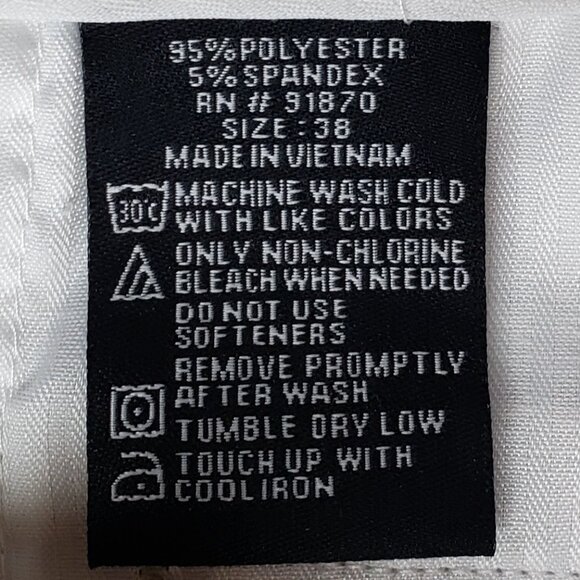 95% POLYESTER
5% SPANDEX
RN # 91870
SIZE : 38
MADE IN VIETNAM
30°C MACHINE WASH COLD
WITH LIKE COLORS
ONLY NON-CHLORINE
BLEACH WHEN NEEDED
DO NOT USE
SOFTENERS
REMOVE PROMPTLY
AFTER WASH
TUMBLE DRY LOW
TOUCH UP WITH
COOL IRON